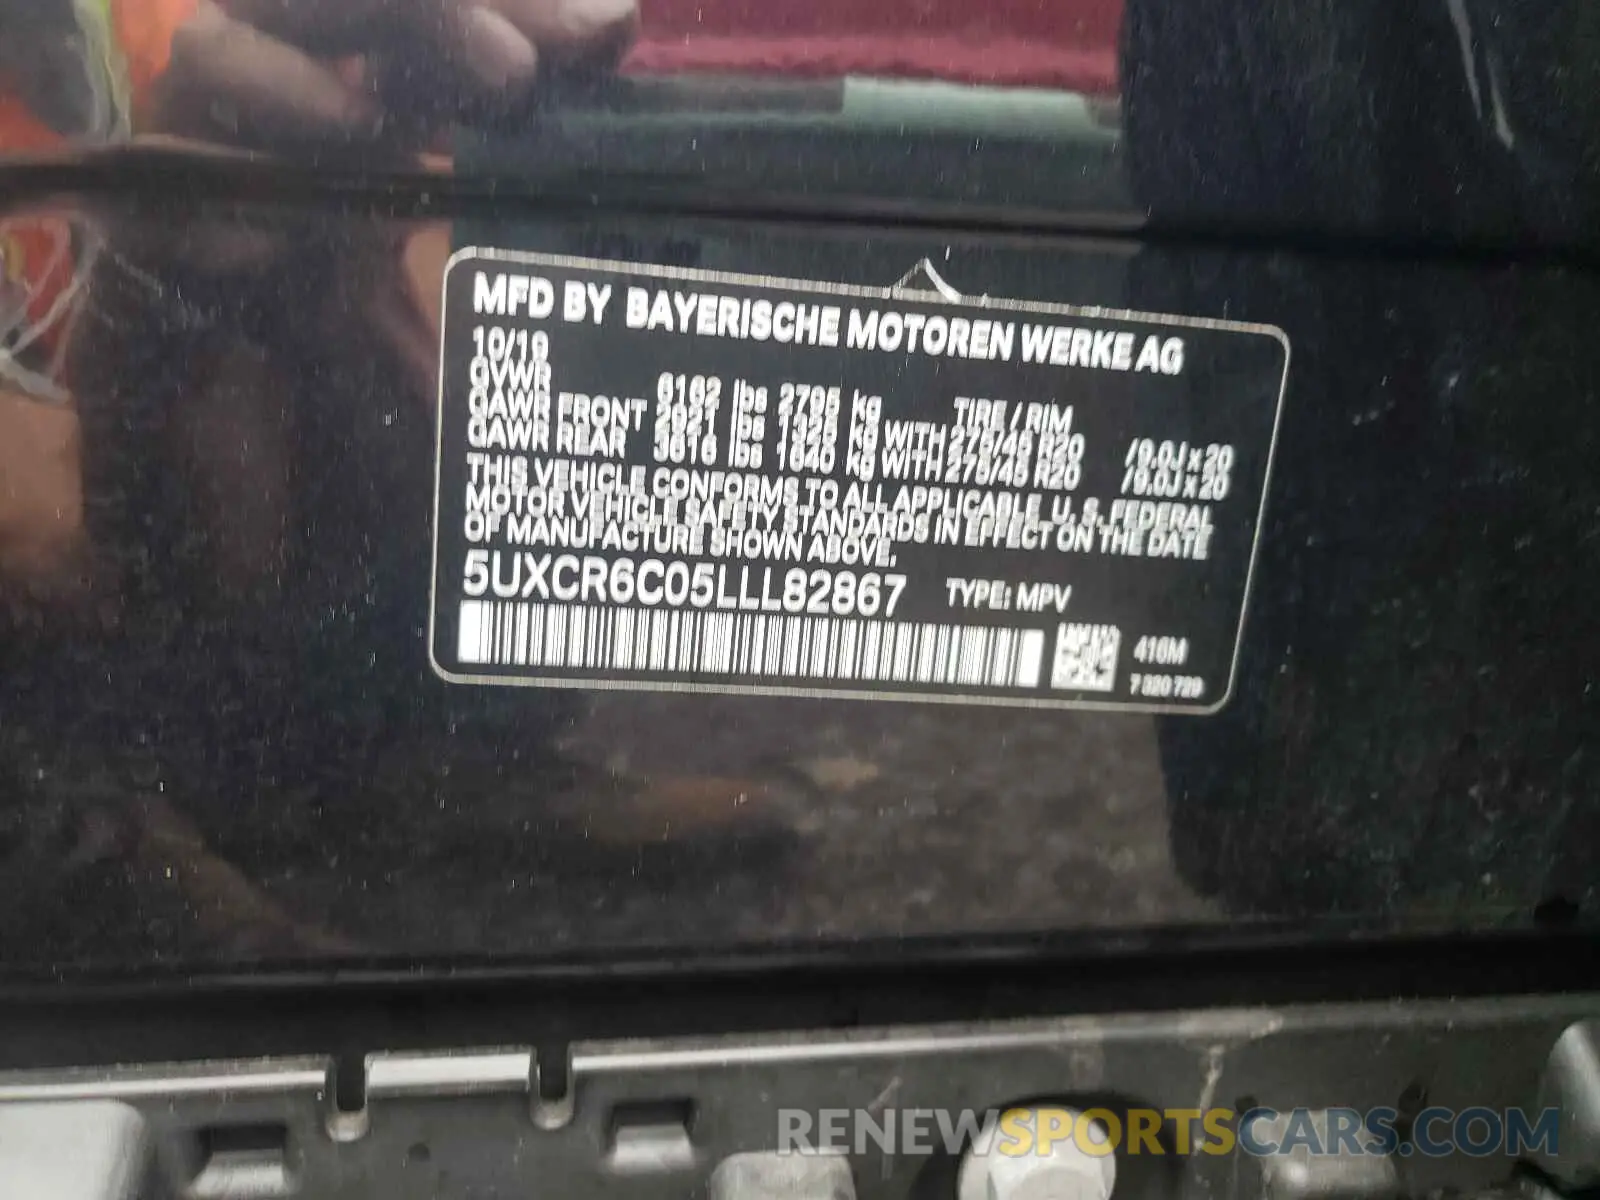 MFD BY BAYERISCHE MOTOREN WERKE AG
10/19
GVWR 6162 lbs 2795 kg TIRE / RIM
GAWR FRONT 2921 lbs 1325 kg WITH 275/45 R20 /9.0J x 20
GAWR REAR 3616 lbs 1640 kg WITH 275/45 R20 /9.0J x 20
THIS VEHICLE CONFORMS TO ALL APPLICABLE U. S. FEDERAL
MOTOR VEHICLE SAFETY STANDARDS IN EFFECT ON THE DATE
OF MANUFACTURE SHOWN ABOVE.
5UXCR6C05LLL82867 TYPE: MPV
416M
7 320 729
RENEWSPORTSCARS.COM